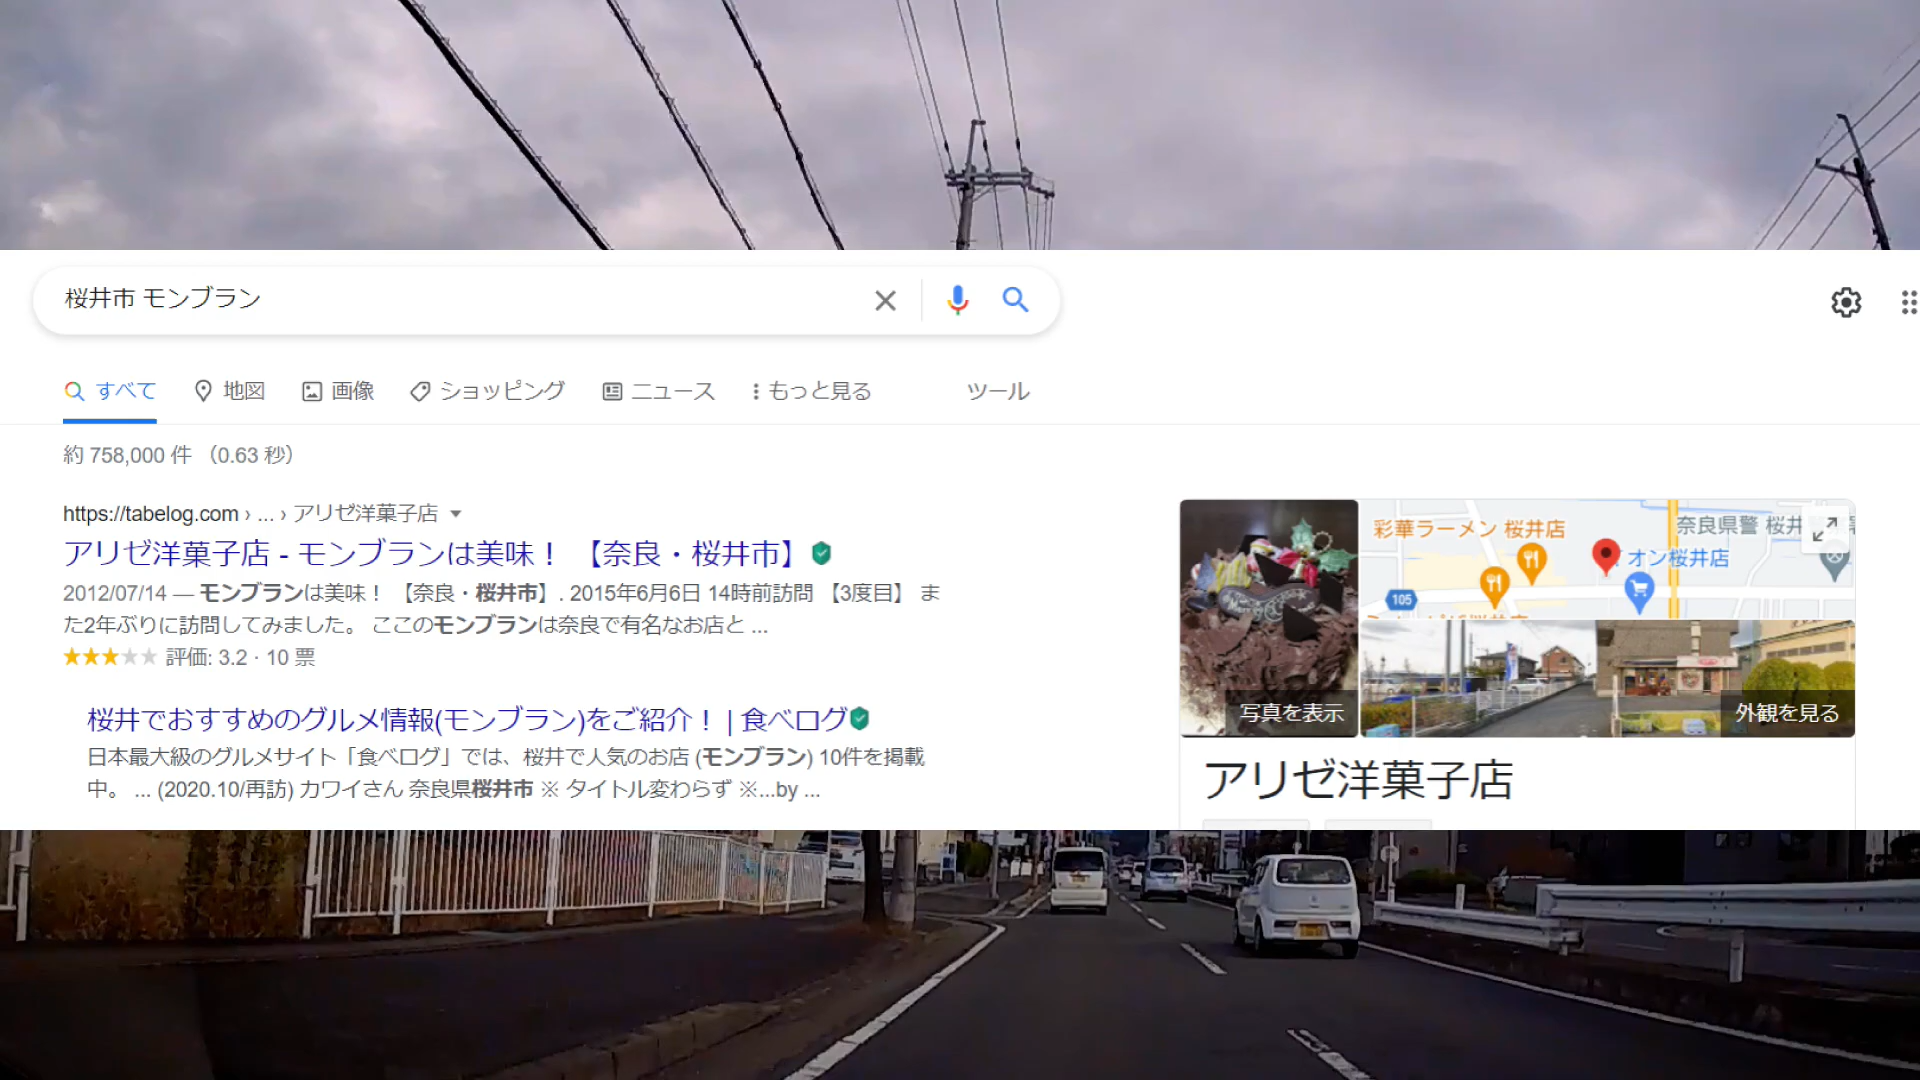 桜井市 モンブラン
すべて 地図 画像 ショッピング ニュース もっと見る ツール
約 758,000 件 （0.63 秒）
https://tabelog.com › ... › アリゼ洋菓子店
アリゼ洋菓子店 - モンブランは美味！ 【奈良・桜井市】
2012/07/14 — モンブランは美味！ 【奈良・桜井市】. 2015年6月6日 14時前訪問 【3度目】 ま
た2年ぶりに訪問してみました。 ここのモンブランは奈良で有名なお店と ...
評価: 3.2 · 10 票
桜井でおすすめのグルメ情報(モンブラン)をご紹介！ | 食べログ
日本最大級のグルメサイト「食べログ」では、桜井で人気のお店 (モンブラン) 10件を掲載
中。 ... (2020.10/再訪) カワイさん 奈良県桜井市 ※ タイトル変わらず ※...by ...
彩華ラーメン 桜井店
奈良県警 桜井
オン桜井店
105
写真を表示
外観を見る
アリゼ洋菓子店